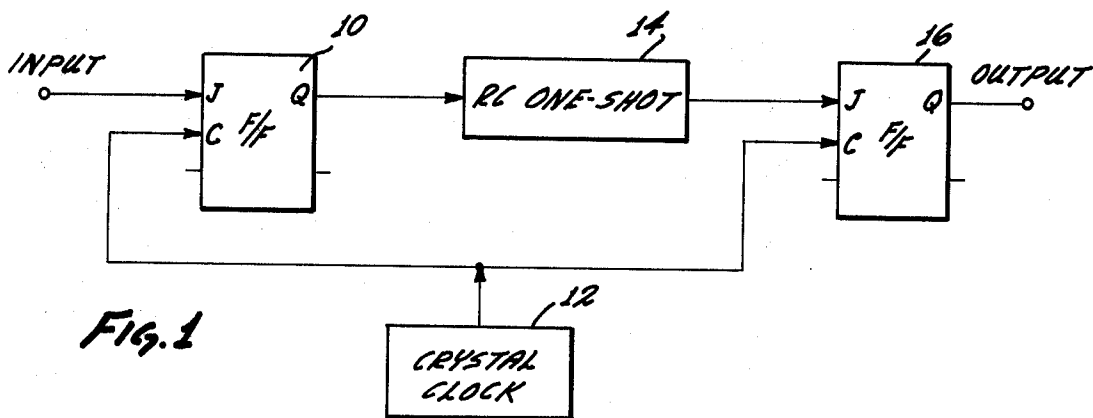 10
14
16
INPUT
OUTPUT
J Q
RC ONE-SHOT
J Q
C F/F
C F/F
12
FIG. 1
CRYSTAL
CLOCK